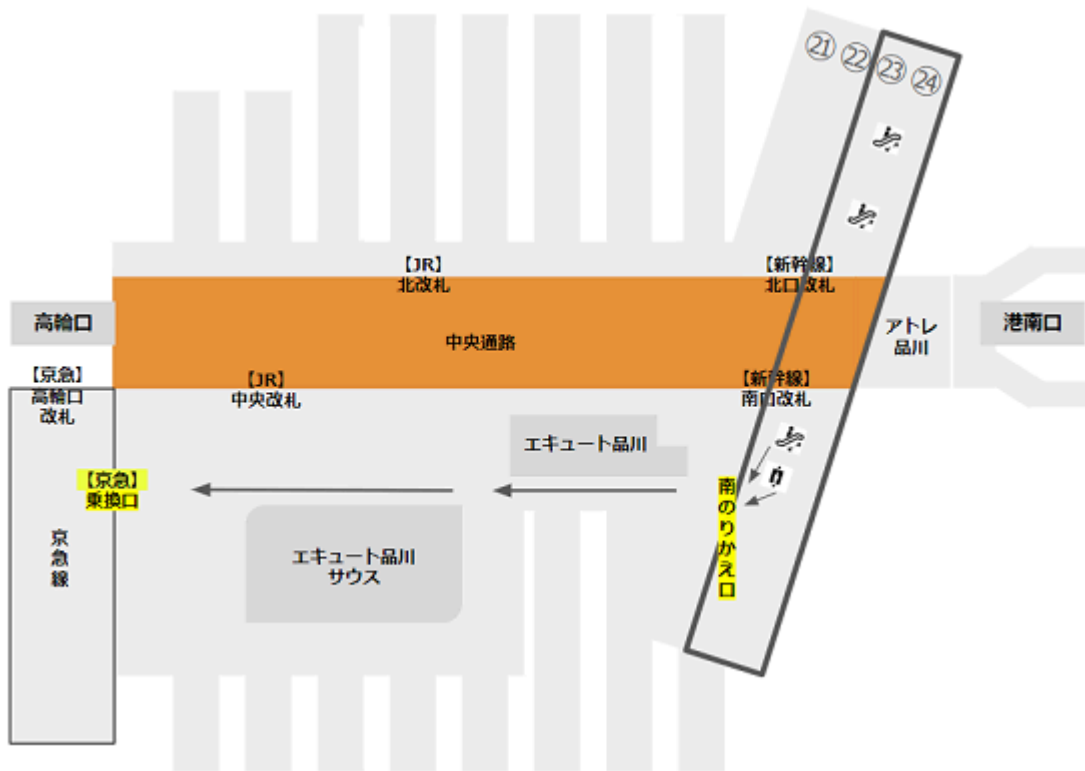 ㉑ ㉒ ㉓ ㉔
【JR】
北改札
【新幹線】
北口改札
高輪口
中央通路
アトレ
品川
港南口
【京急】
高輪口
改札
【JR】
中央改札
【新幹線】
南口改札
エキュート品川
【京急】
乗換口
南のりかえ口
京急線
エキュート品川
サウス